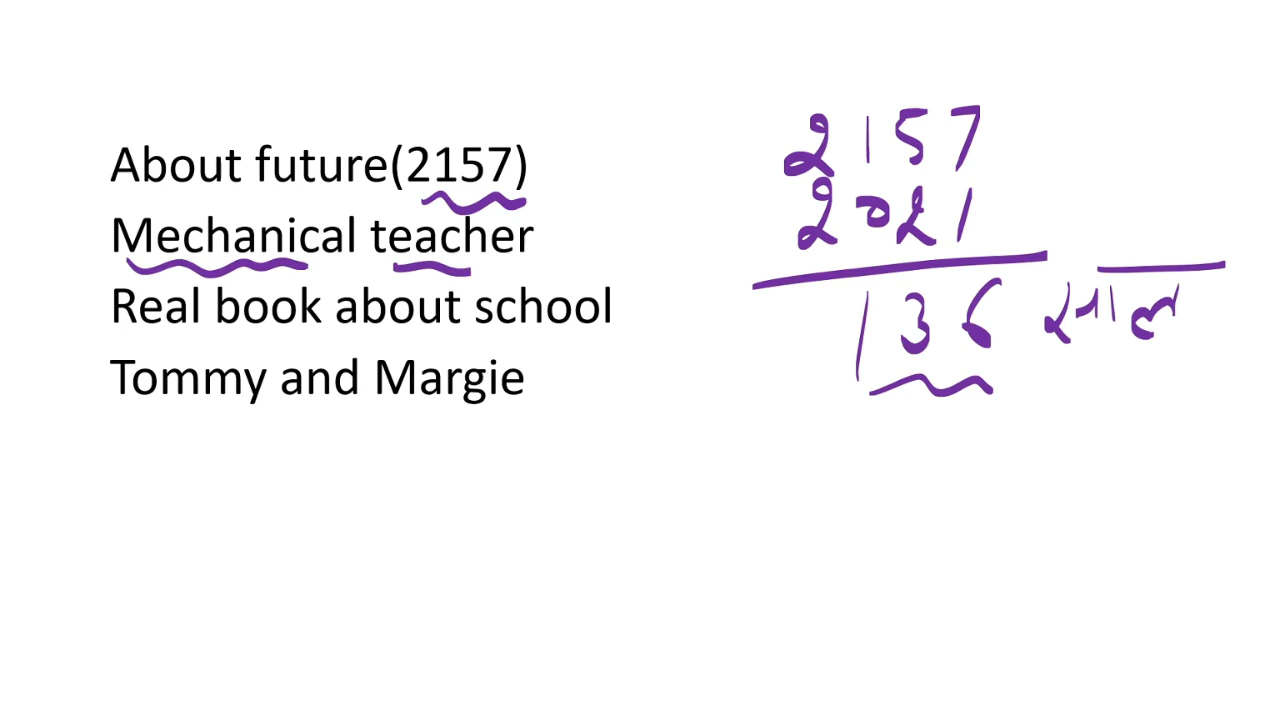 About future(2157)
Mechanical teacher
Real book about school
Tommy and Margie
2157
2021
136 साल